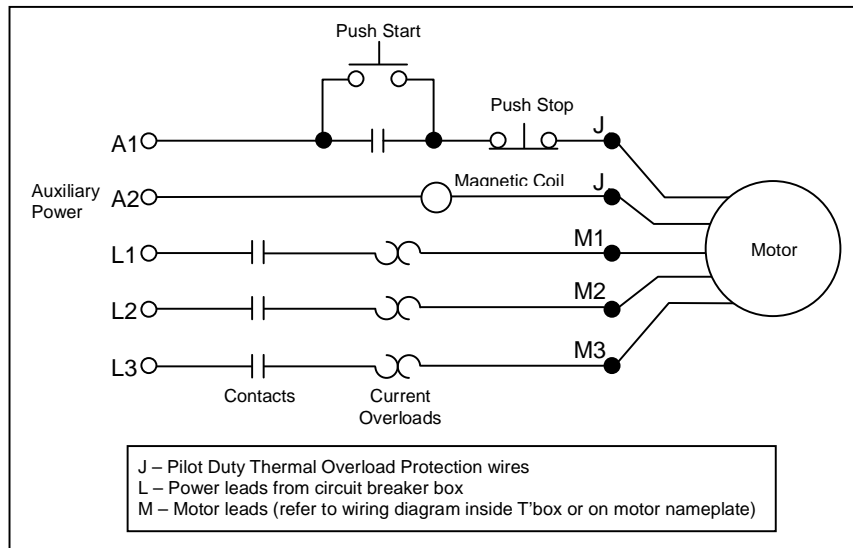 Push Start
Push Stop
A1
J
Auxiliary
Power
A2
Magnetic Coil
J
L1
M1
Motor
L2
M2
L3
M3
Contacts
Current
Overloads
J – Pilot Duty Thermal Overload Protection wires
L – Power leads from circuit breaker box
M – Motor leads (refer to wiring diagram inside T'box or on motor nameplate)